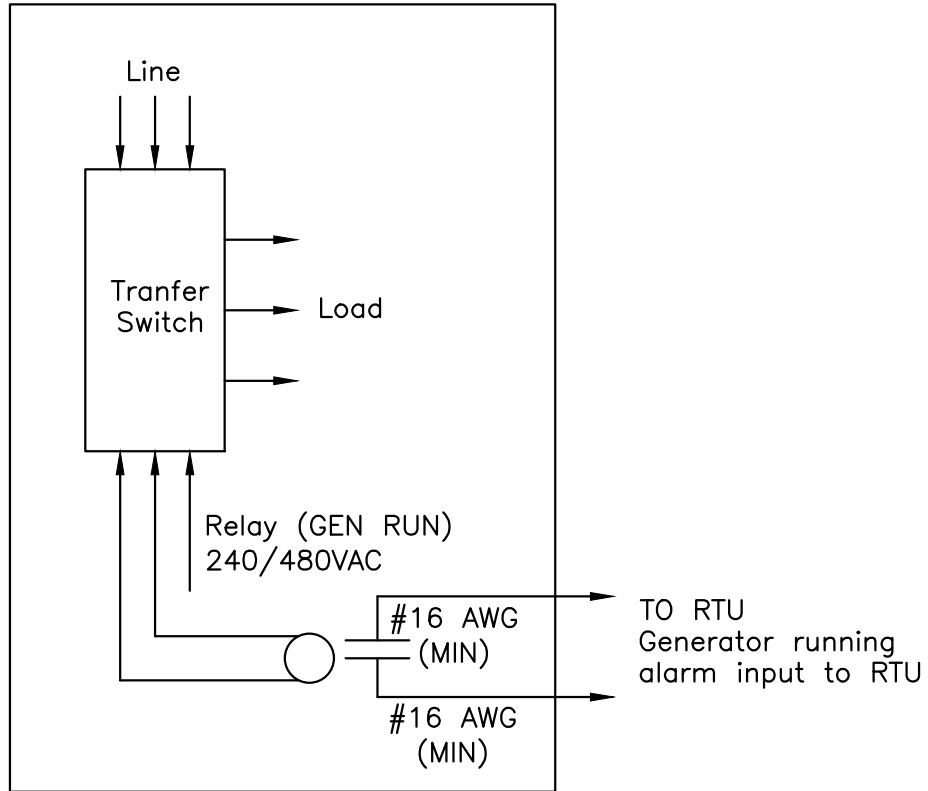 Line
Tranfer
Switch
Load
Relay (GEN RUN)
240/480VAC
#16 AWG
(MIN)
TO RTU
Generator running
alarm input to RTU
#16 AWG
(MIN)